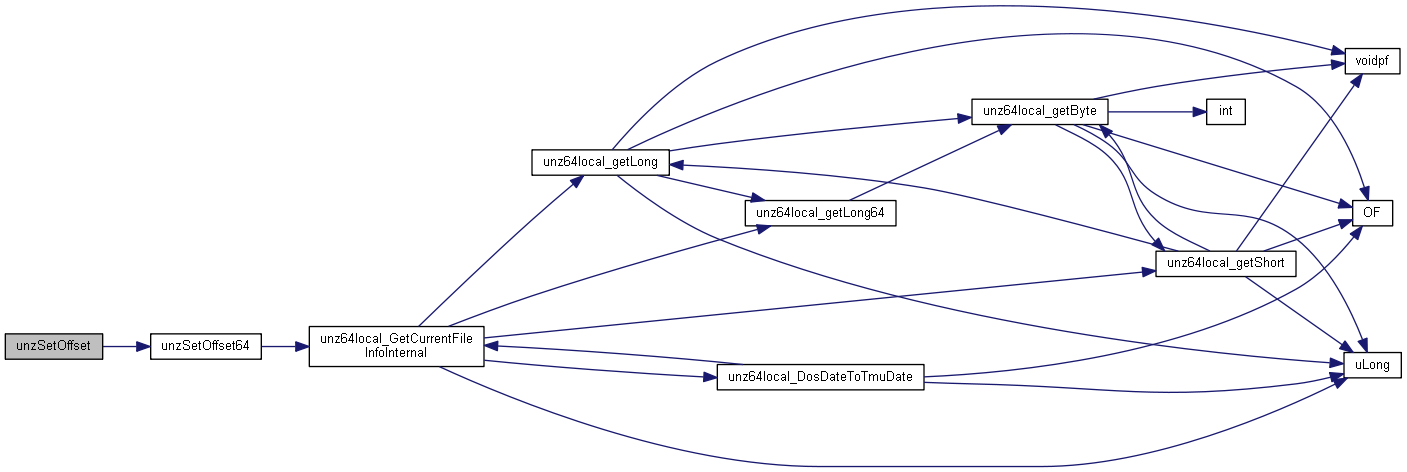 voidpf
unz64local_getByte
int
unz64local_getLong
unz64local_getLong64
OF
unz64local_getShort
unzSetOffset
unzSetOffset64
unz64local_GetCurrentFile
InfoInternal
unz64local_DosDateToTmuDate
uLong